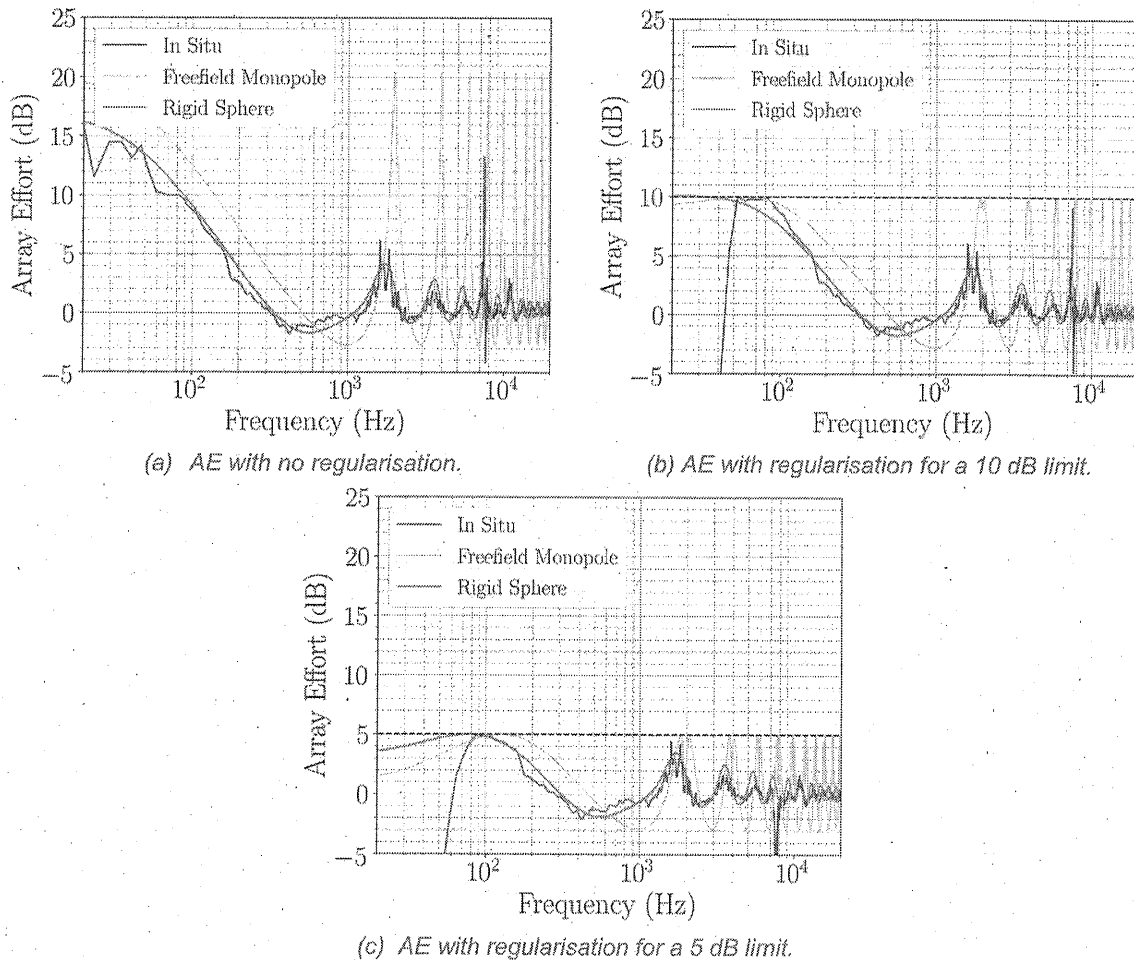 25
20
15
10
5
0
−5
Array Effort (dB)
In Situ
Freefield Monopole
Rigid Sphere
10²
10³
10⁴
Frequency (Hz)
(a) AE with no regularisation.
25
20
15
10
5
0
−5
Array Effort (dB)
In Situ
Freefield Monopole
Rigid Sphere
10²
10³
10⁴
Frequency (Hz)
(b) AE with regularisation for a 10 dB limit.
25
20
15
10
5
0
−5
Array Effort (dB)
In Situ
Freefield Monopole
Rigid Sphere
10²
10³
10⁴
Frequency (Hz)
(c) AE with regularisation for a 5 dB limit.